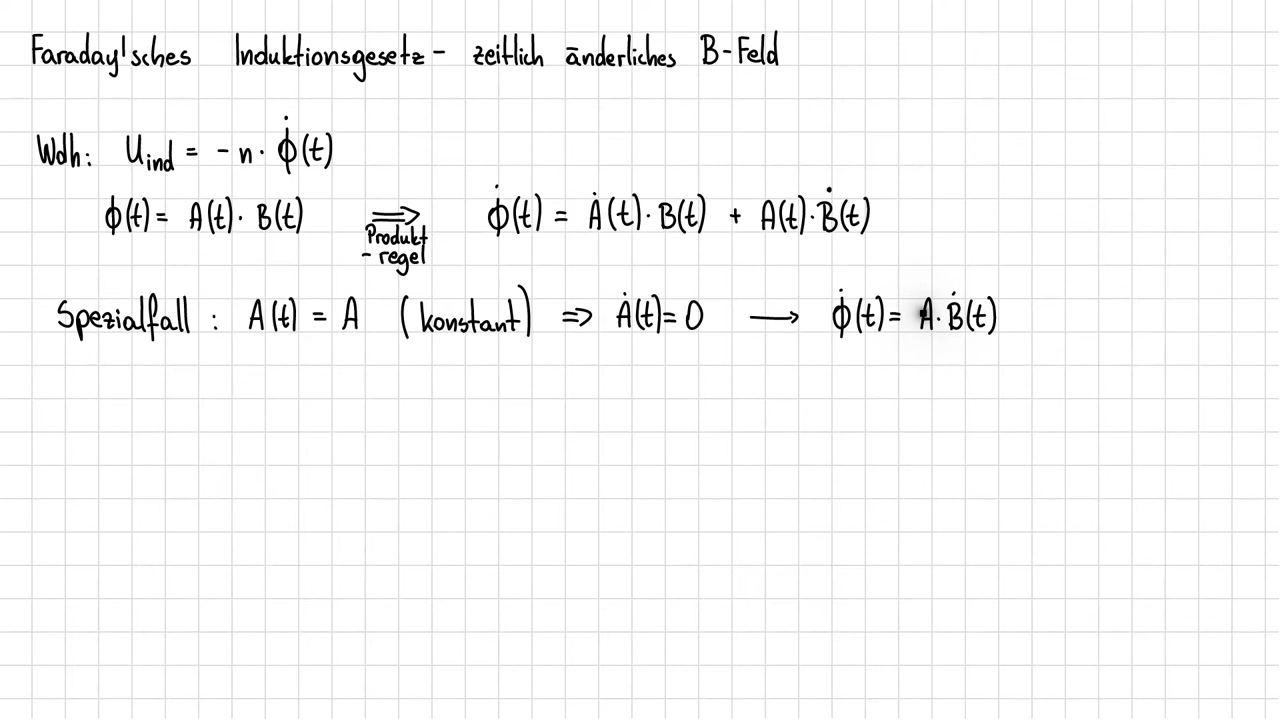 Faraday'sches Induktionsgesetz - zeitlich änderliches B-Feld
Wdh: U_ind = - n · ϕ̇(t)
ϕ(t) = A(t) · B(t) ⟹ ϕ̇(t) = Ȧ(t) · B(t) + A(t) · Ḃ(t)
Produkt
- regel
Spezialfall : A(t) = A (konstant) ⇒ Ȧ(t) = 0 ⟶ ϕ̇(t) = A · Ḃ(t)